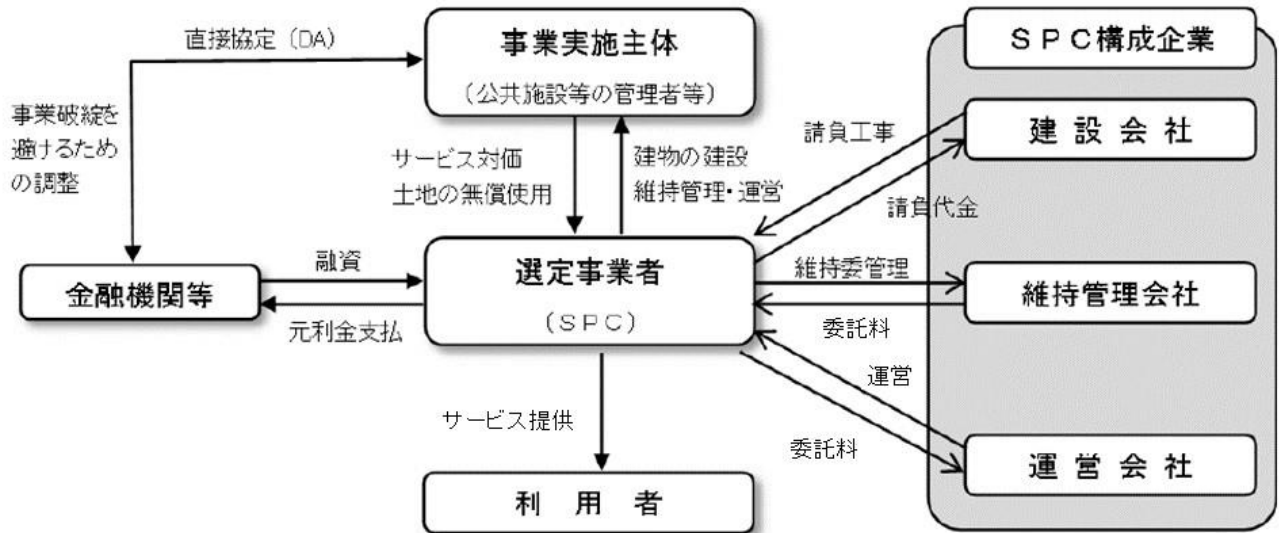 直接協定（DA）
事業実施主体
（公共施設等の管理者等）
ＳＰＣ構成企業
事業破綻を
避けるため
の調整
サービス対価
土地の無償使用
建物の建設
維持管理・運営
請負工事
建設会社
請負代金
金融機関等
融資
元利金支払
選定事業者
（ＳＰＣ）
維持委管理
委託料
維持管理会社
運営
委託料
運営会社
サービス提供
利用者